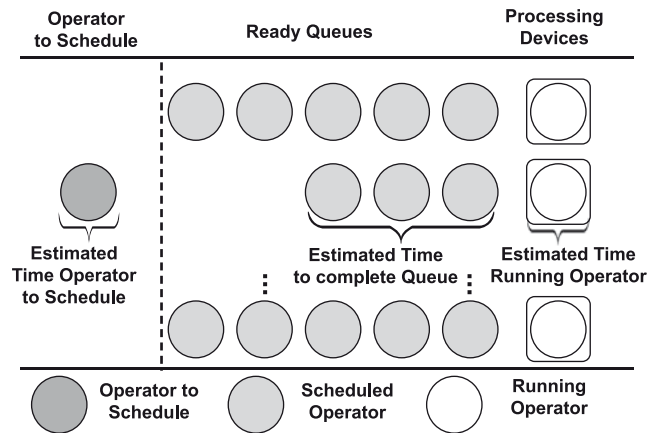 Operator
to Schedule
Ready Queues
Processing
Devices
Estimated
Time Operator
to Schedule
Estimated Time
to complete Queue
Estimated Time
Running Operator
Operator to
Schedule
Scheduled
Operator
Running
Operator